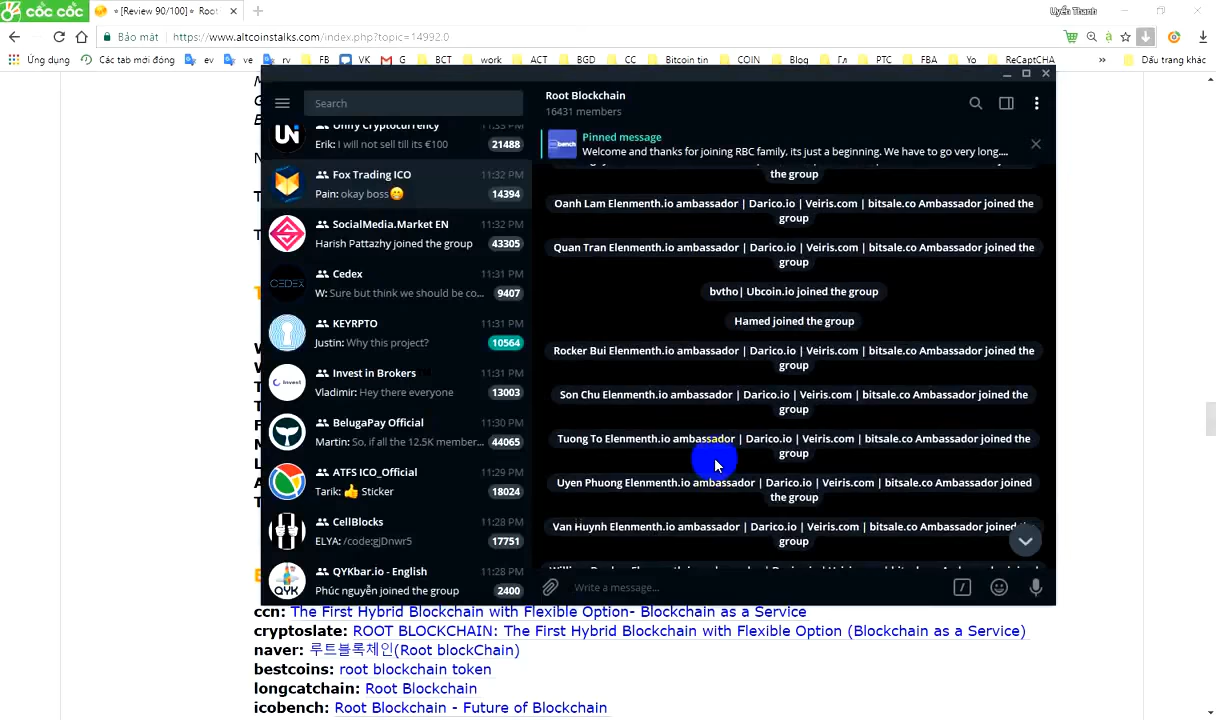 cốc cốc
[Review 90/100]⭐ Root
Uyển Thanh
Bảo mật
https://www.altcoinstalks.com/index.php?topic=14992.0
Ứng dụng Các tab mới đóng ev ve rv FB VK G BCT work ACT BGD CC Bitcoin tin COIN Blog Гл PTC FBA Yo ReCaptCHA » Dấu trang khác
Search
Unify Cryptocurrency 11:33 PM
Erik: I will not sell till its €100 21488
Fox Trading ICO 11:32 PM
Pain: okay boss😁 14394
SocialMedia.Market EN 11:32 PM
Harish Pattazhy joined the group 43305
CEDEX
Cedex 11:31 PM
W: Sure but think we should be co... 9407
KEYRPTO 11:31 PM
Justin: Why this project? 10564
invest
Invest in Brokers 11:31 PM
Vladimir: Hey there everyone 13003
BelugaPay Official 11:30 PM
Martin: So, if all the 12.5K member... 44065
ATFS ICO_Official 11:29 PM
Tarik: 👍 Sticker 18024
CellBlocks 11:28 PM
ELYA: /code:gjDnwr5 17751
QYK
QYKbar.io - English 11:28 PM
Phúc nguyễn joined the group 2400
Root Blockchain
16431 members
Pinned message
Welcome and thanks for joining RBC family, its just a beginning. We have to go very long....
the group
Oanh Lam Elenmenth.io ambassador | Darico.io | Veiris.com | bitsale.co Ambassador joined the
group
Quan Tran Elenmenth.io ambassador | Darico.io | Veiris.com | bitsale.co Ambassador joined the
group
bvtho| Ubcoin.io joined the group
Hamed joined the group
Rocker Bui Elenmenth.io ambassador | Darico.io | Veiris.com | bitsale.co Ambassador joined the
group
Son Chu Elenmenth.io ambassador | Darico.io | Veiris.com | bitsale.co Ambassador joined the
group
Tuong To Elenmenth.io ambassador | Darico.io | Veiris.com | bitsale.co Ambassador joined the
group
Uyen Phuong Elenmenth.io ambassador | Darico.io | Veiris.com | bitsale.co Ambassador joined
the group
Van Huynh Elenmenth.io ambassador | Darico.io | Veiris.com | bitsale.co Ambassador joined the
group
Write a message...
ccn: The First Hybrid Blockchain with Flexible Option- Blockchain as a Service
cryptoslate: ROOT BLOCKCHAIN: The First Hybrid Blockchain with Flexible Option (Blockchain as a Service)
naver: 루트블록체인(Root blockChain)
bestcoins: root blockchain token
longcatchain: Root Blockchain
icobench: Root Blockchain - Future of Blockchain